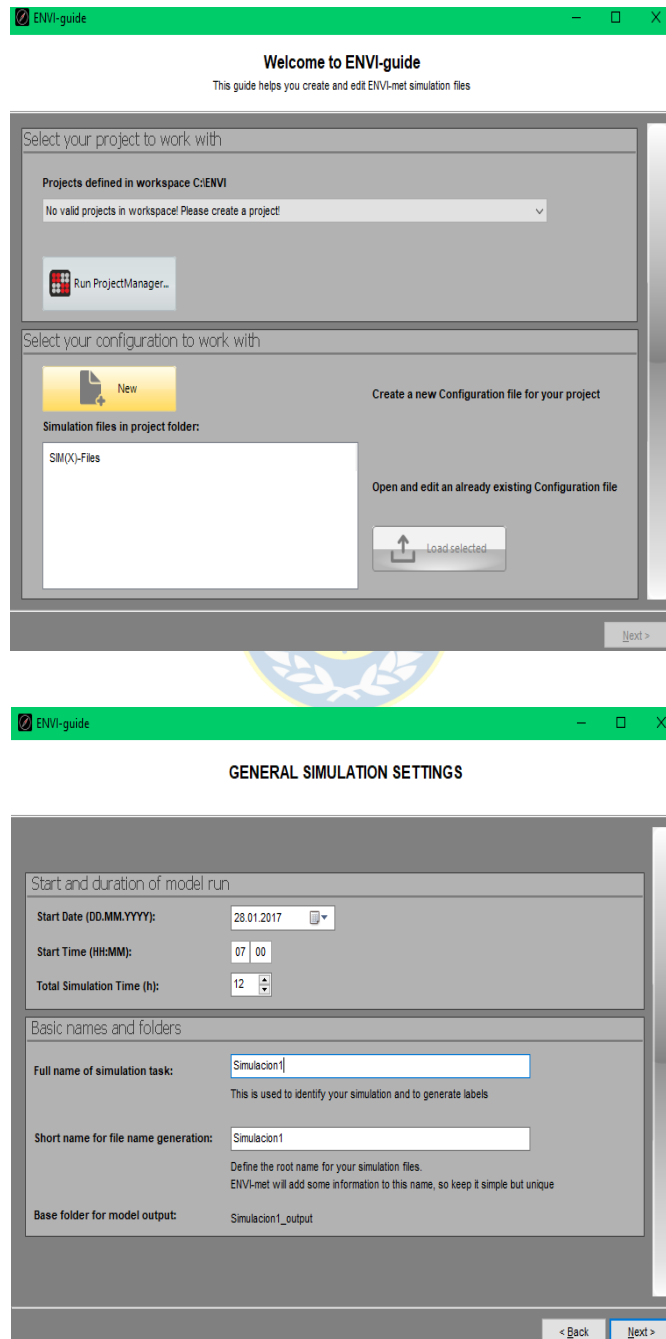 ENVI-guide
Welcome to ENVI-guide
This guide helps you create and edit ENVI-met simulation files
Select your project to work with
Projects defined in workspace C:\ENVI
No valid projects in workspace! Please create a project!
Run ProjectManager...
Select your configuration to work with
New
Create a new Configuration file for your project
Simulation files in project folder:
SIM(X)-Files
Open and edit an already existing Configuration file
Load selected
Next >
ENVI-guide
GENERAL SIMULATION SETTINGS
Start and duration of model run
Start Date (DD.MM.YYYY): 28.01.2017
Start Time (HH:MM): 07 00
Total Simulation Time (h): 12
Basic names and folders
Full name of simulation task: Simulacion1
This is used to identify your simulation and to generate labels
Short name for file name generation: Simulacion1
Define the root name for your simulation files.
ENVI-met will add some information to this name, so keep it simple but unique
Base folder for model output: Simulacion1_output
< Back Next >